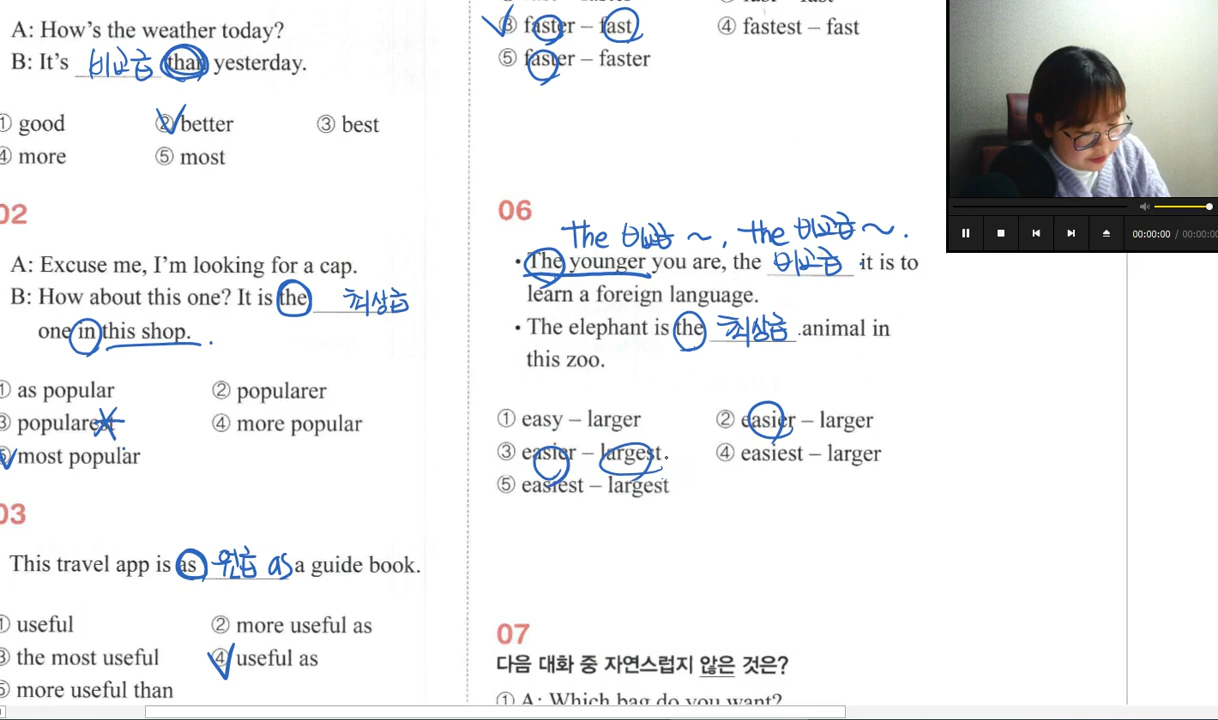 A: How's the weather today?
B: It's 비교급 than yesterday.
① good ② better ③ best
④ more ⑤ most
02
A: Excuse me, I'm looking for a cap.
B: How about this one? It is the 최상급
one in this shop.
① as popular ② popularer
③ popularest ④ more popular
⑤ most popular
03
This travel app is as 원급 as a guide book.
① useful ② more useful as
③ the most useful ④ useful as
⑤ more useful than
③ faster – fast ④ fastest – fast
⑤ faster – faster
06
the 비교급 ~, the 비교급 ~.
• The younger you are, the 비교급 it is to
learn a foreign language.
• The elephant is the 최상급 animal in
this zoo.
① easy – larger ② easier – larger
③ easier – largest ④ easiest – larger
⑤ easiest – largest
07
다음 대화 중 자연스럽지 않은 것은?
① A: Which bag do you want?
00:00:00 / 00:00:00